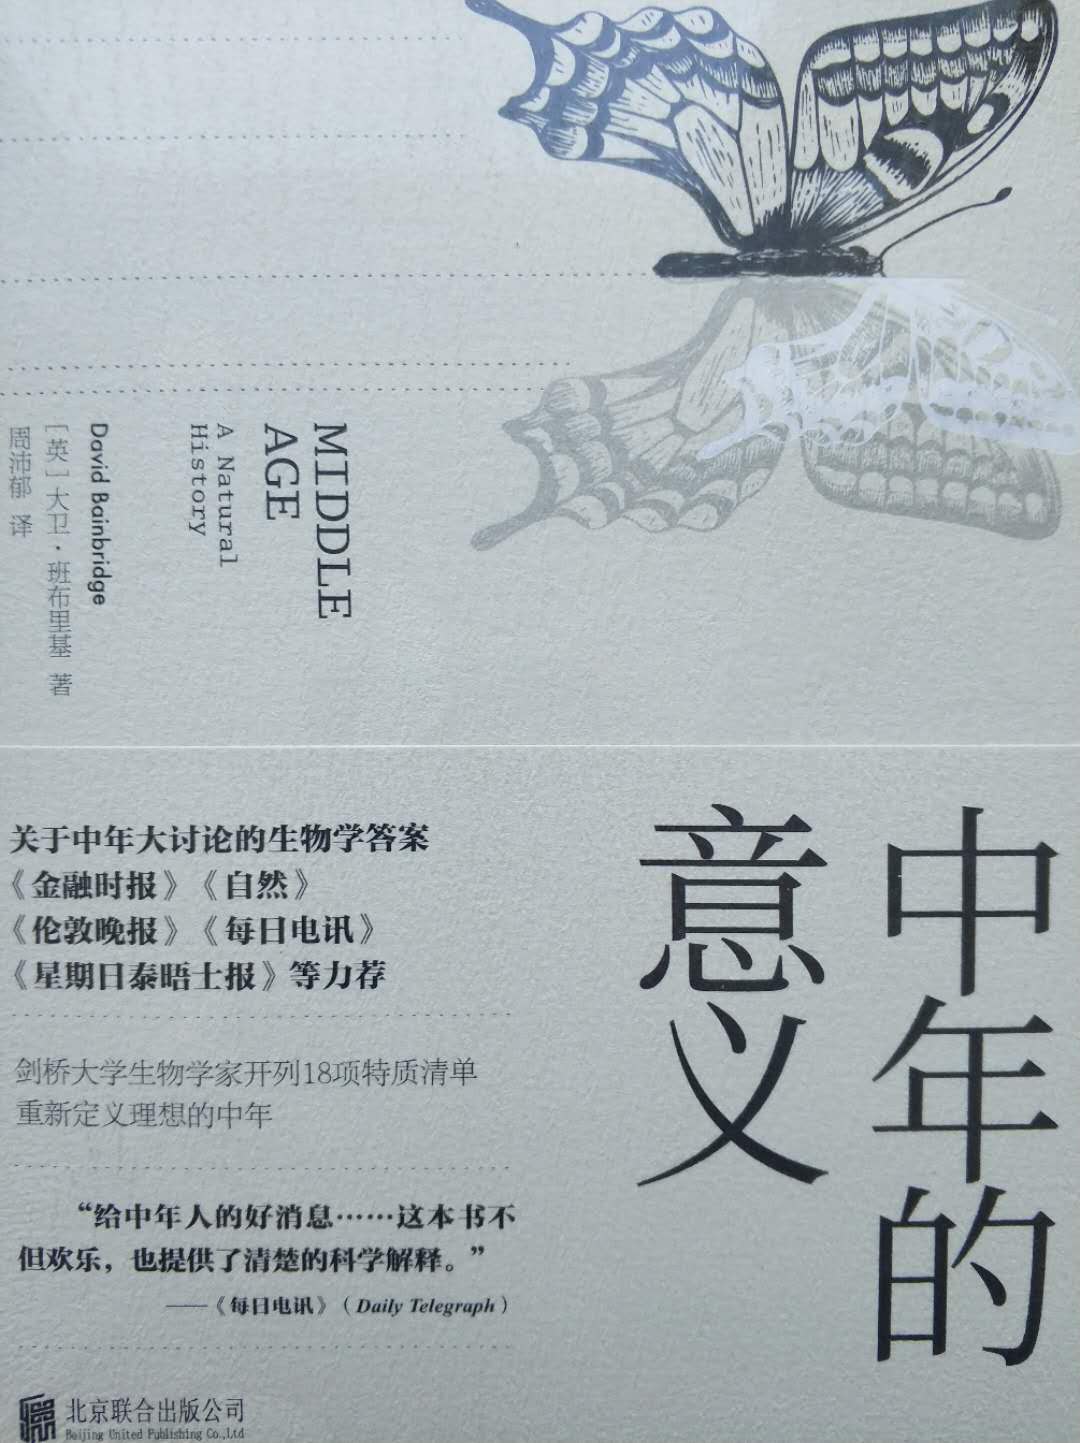 MIDDLE
AGE
A Natural
History
David Bainbridge
[英]大卫·班布里基 著
周沛郁 译
中年的
意义
关于中年大讨论的生物学答案
《金融时报》《自然》
《伦敦晚报》《每日电讯》
《星期日泰晤士报》等力荐
剑桥大学生物学家开列18项特质清单
重新定义理想的中年
“给中年人的好消息……这本书不
但欢乐，也提供了清楚的科学解释。”
——《每日电讯》（Daily Telegraph）
北京联合出版公司
Beijing United Publishing Co.,Ltd